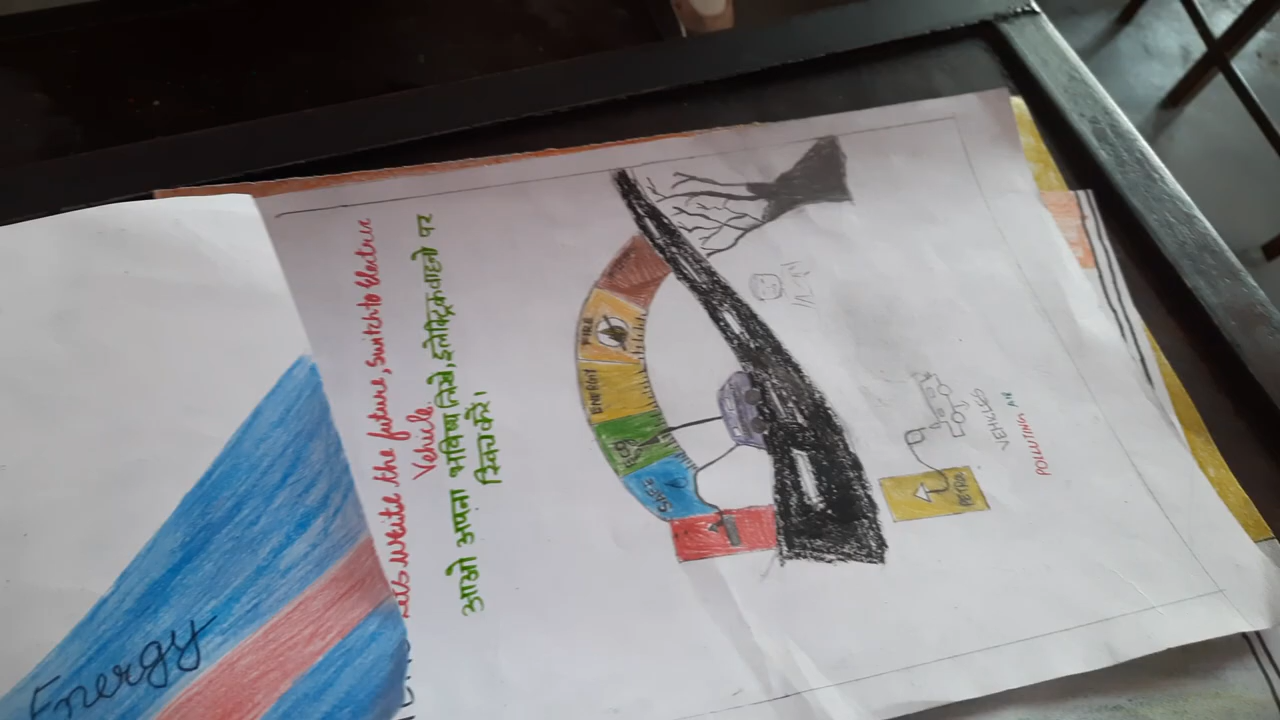 Lets write the future, switch to Electric
Vehicle.
आओ अपना भविष्य लिखे, इलेक्ट्रिक वाहनो पर
स्विच करें।
FIRE
ENERGY
ECO
SAFE
PETROL
VEHICLES
POLLUTING AIR
Energy